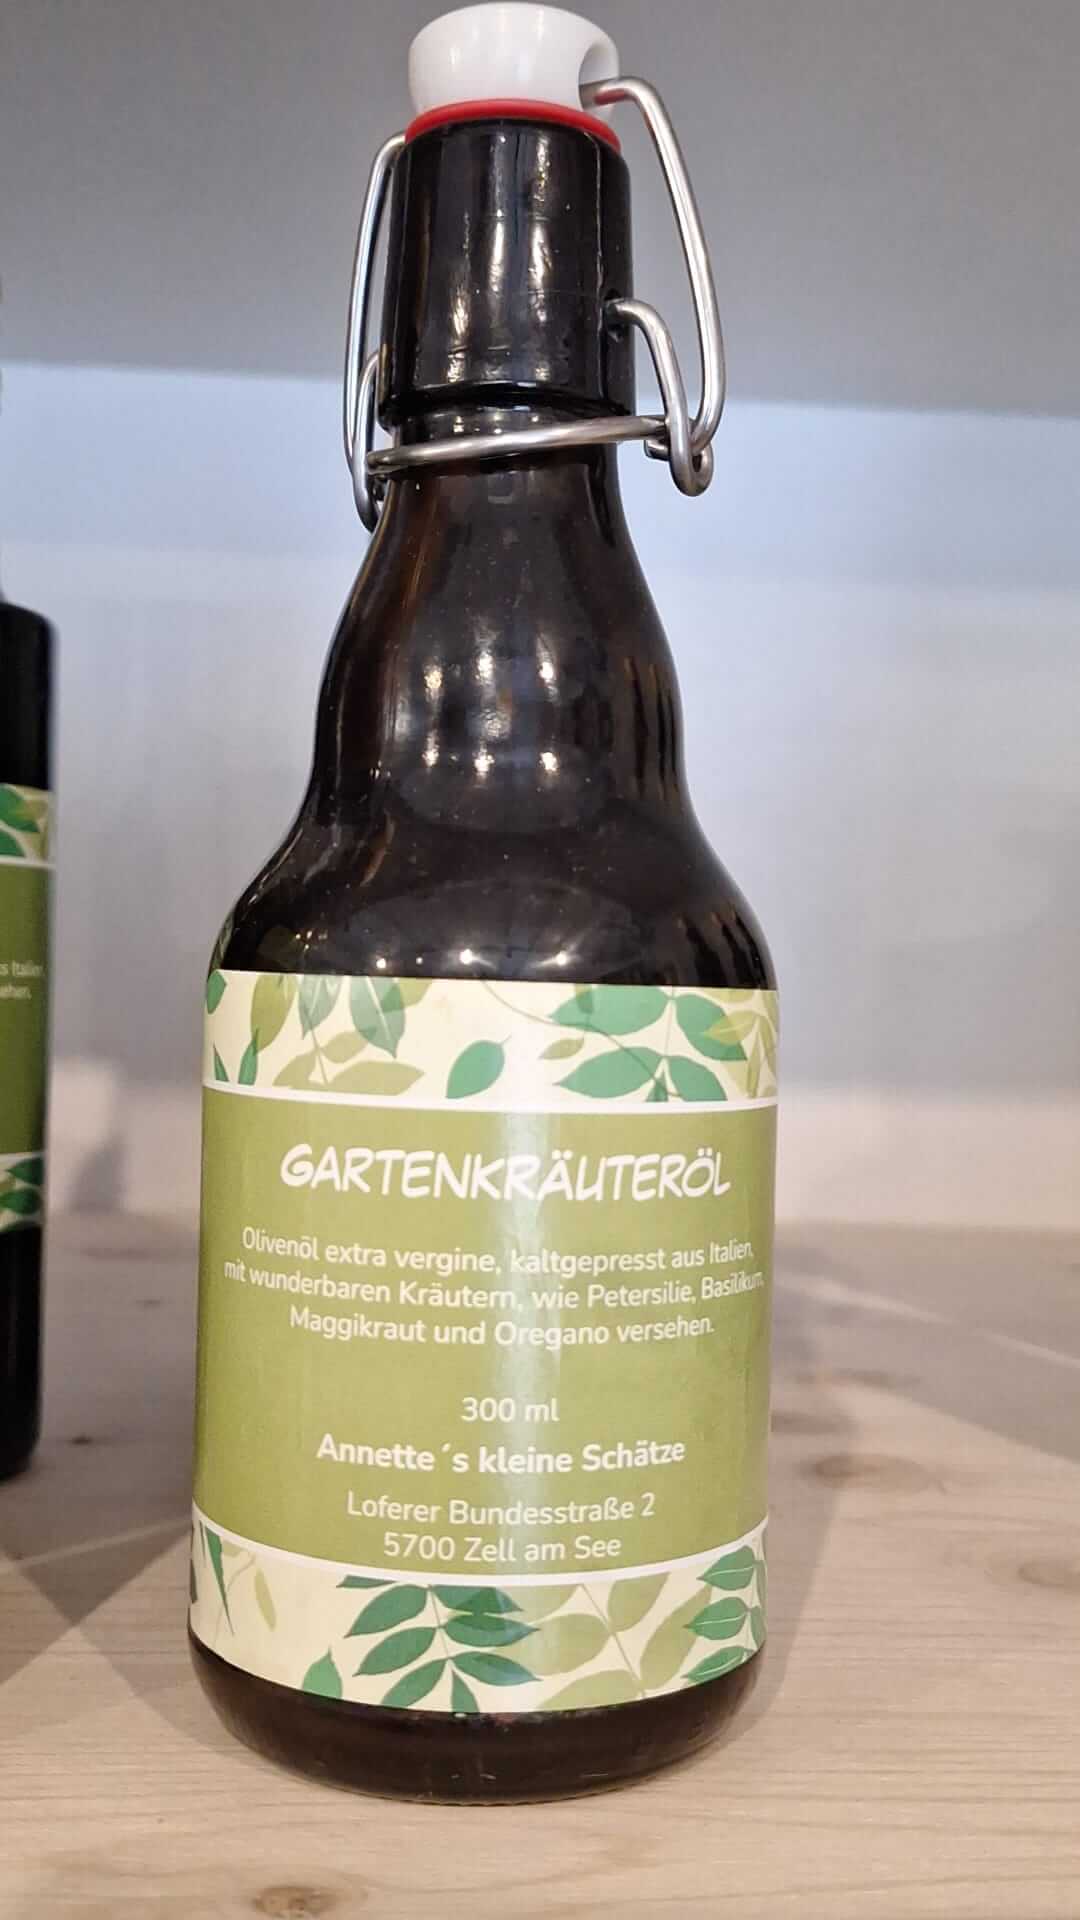 GARTENKRÄUTERÖL
Olivenöl extra vergine, kaltgepresst aus Italien,
mit wunderbaren Kräutern, wie Petersilie, Basilikum,
Maggikraut und Oregano versehen.
300 ml
Annette´s kleine Schätze
Loferer Bundesstraße 2
5700 Zell am See